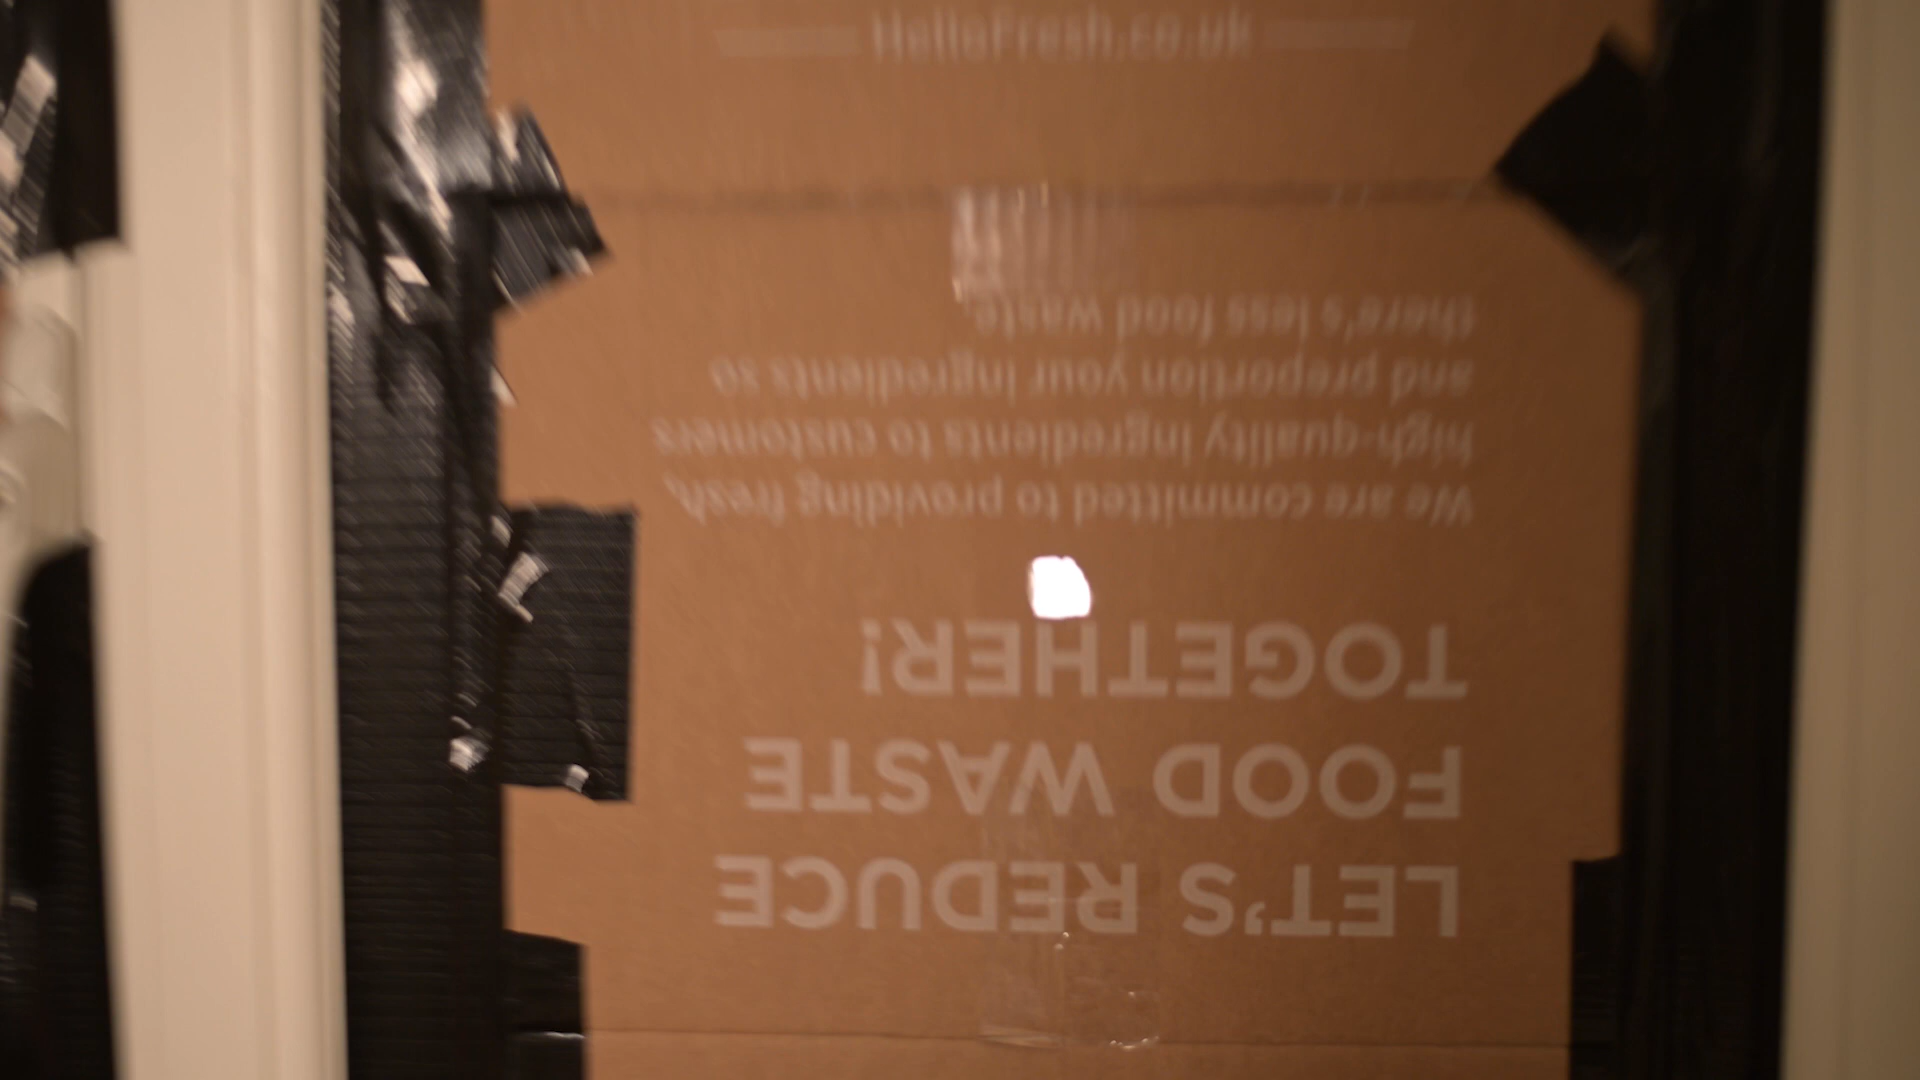 LET'S REDUCE
FOOD WASTE
TOGETHER!
We are committed to providing fresh,
high-quality ingredients to customers
and preportion your ingredients so
there's less food waste.
HelloFresh.co.uk